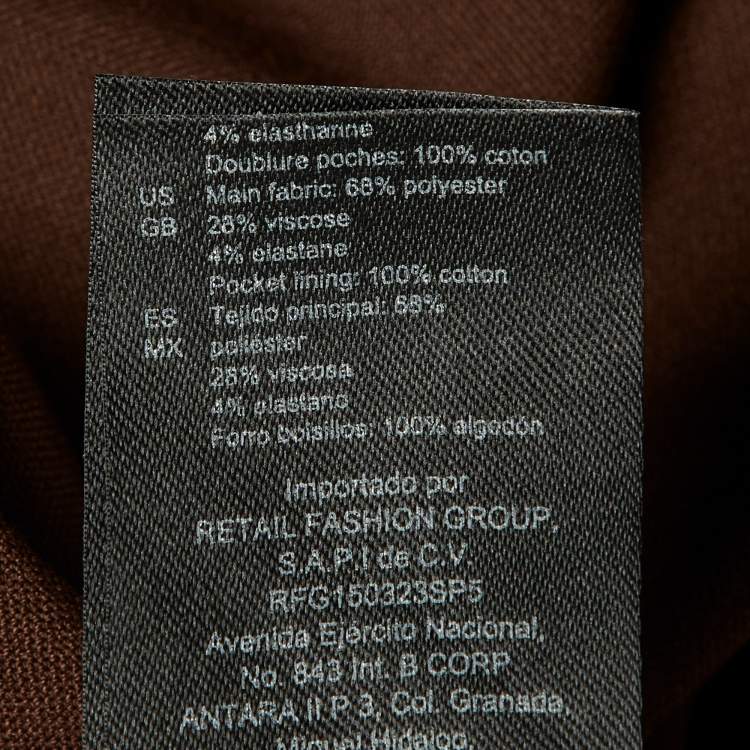 4% elasthanne
Doublure poches: 100% coton
US Main fabric: 68% polyester
GB 28% viscose
4% elastane
Pocket lining: 100% cotton
ES Tejido principal: 68%
MX poliester
28% viscosa
4% elastano
Forro bolsillos: 100% algodón
Importado por
RETAIL FASHION GROUP,
S.A.P.I de C.V.
RFG150323SP5
Avenida Ejército Nacional,
No. 843 Int. B CORP
ANTARA II P 3, Col. Granada,
Miguel Hidalgo,